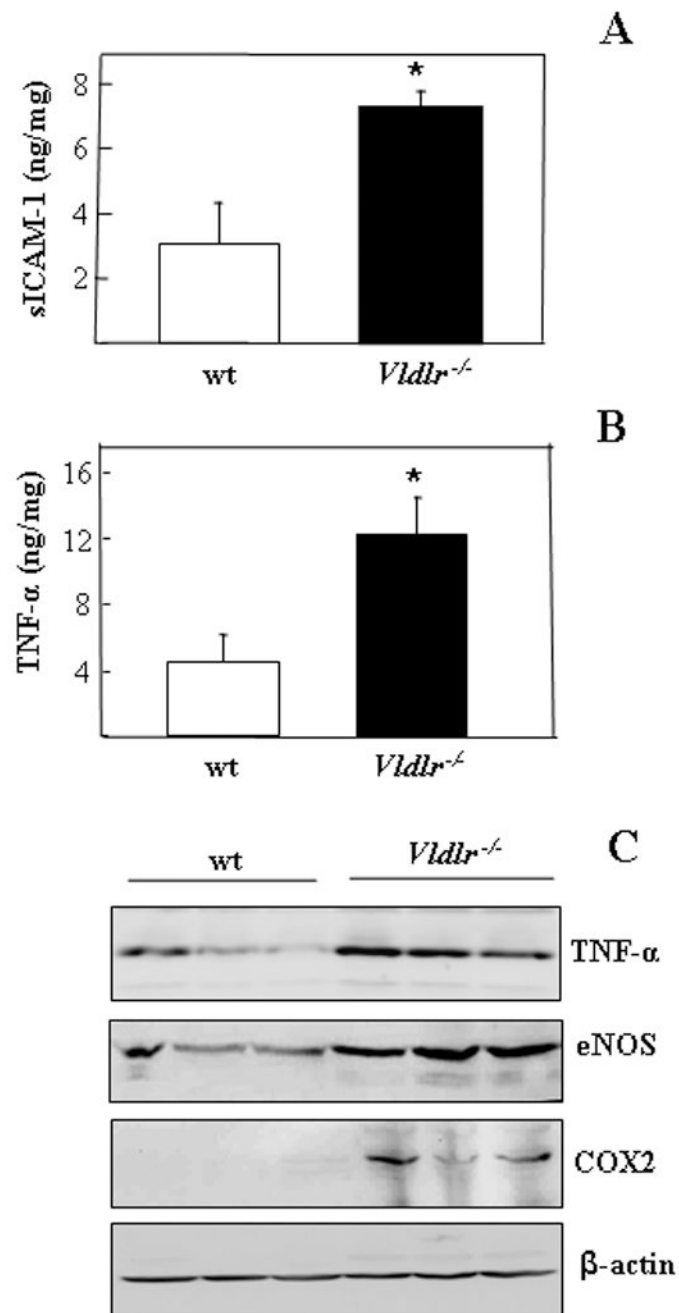 A
sICAM-1 (ng/mg)
8
6
4
2
*
wt
Vldlr -/-
B
TNF-α (ng/mg)
16
12
8
4
*
wt
Vldlr -/-
C
wt
Vldlr -/-
TNF-α
eNOS
COX2
β-actin